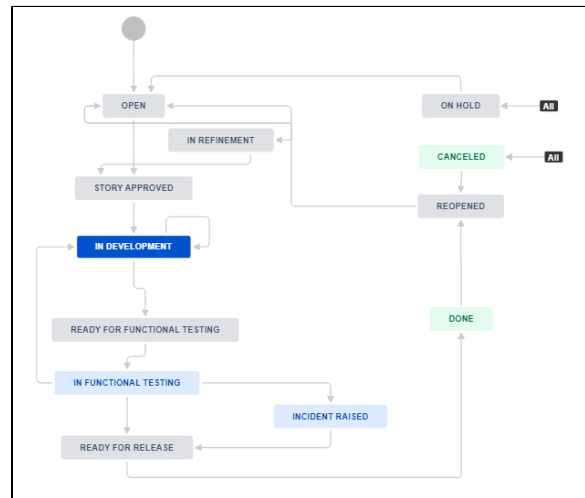 OPEN
ON HOLD
All
IN REFINEMENT
CANCELED
All
STORY APPROVED
REOPENED
IN DEVELOPMENT
DONE
READY FOR FUNCTIONAL TESTING
IN FUNCTIONAL TESTING
INCIDENT RAISED
READY FOR RELEASE